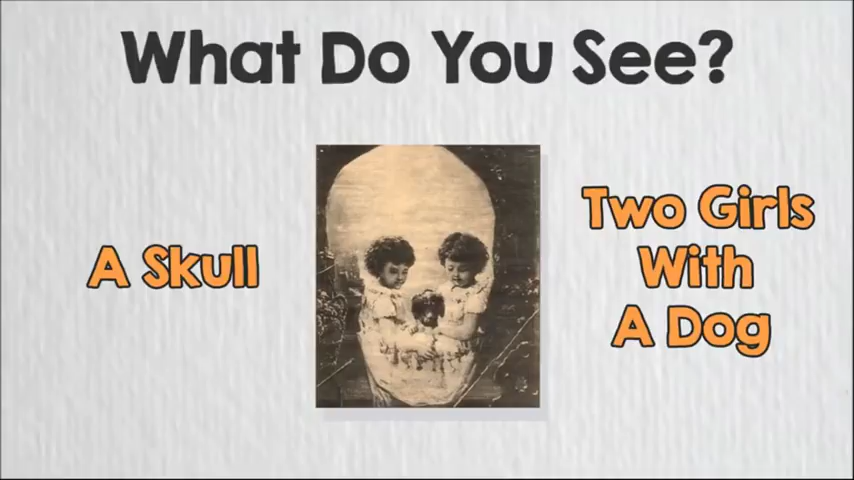 What Do You See?
A Skull
Two Girls
With
A Dog